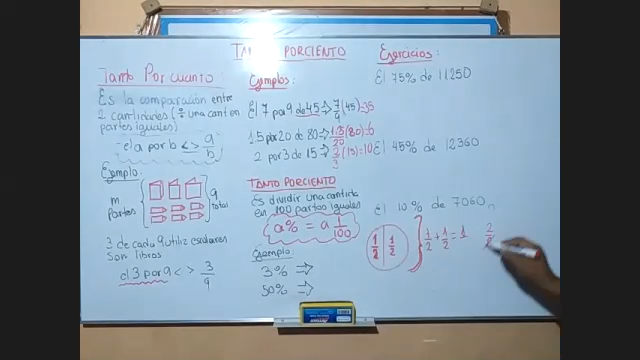 TANTO PORCIENTO
Tanto Por cuanto
Es la comparación entre
2 cantidades (una cant en
partes iguales)
el a por b <> a/b
Ejemplo:
m
partes
9
total
3 de cada 9 utiles escolares
son libros
el 3 por 9 < > 3/9
Ejemplos:
El 7 por 9 de 45 => 7/9 (45) = 35
1.5 por 20 de 80 => 1.5/20 (80) = 6
2 por 3 de 15 => 2/3 (15) = 10
TANTO PORCIENTO
Es dividir una cantida
en 100 partes iguales
a% = a 1/100
Ejemplo:
3% =>
50% =>
Ejercicios:
El 75% de 11250
El 45% de 12360
El 10% de 7060
1/2 1/2
1/2 + 1/2 = 1